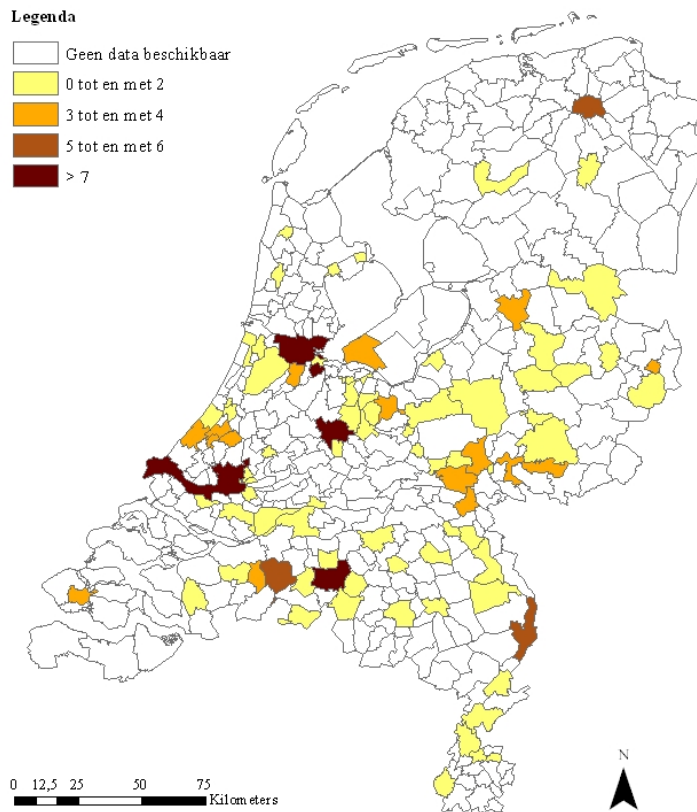 Legenda
Geen data beschikbaar
0 tot en met 2
3 tot en met 4
5 tot en met 6
> 7
N
0 12,5 25 50 75
Kilometers